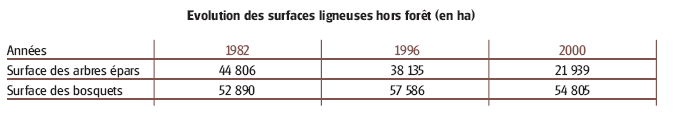 Evolution des surfaces ligneuses hors forêt (en ha)
Années 1982 1996 2000
Surface des arbres épars 44 806 38 135 21 939
Surface des bosquets 52 890 57 586 54 805